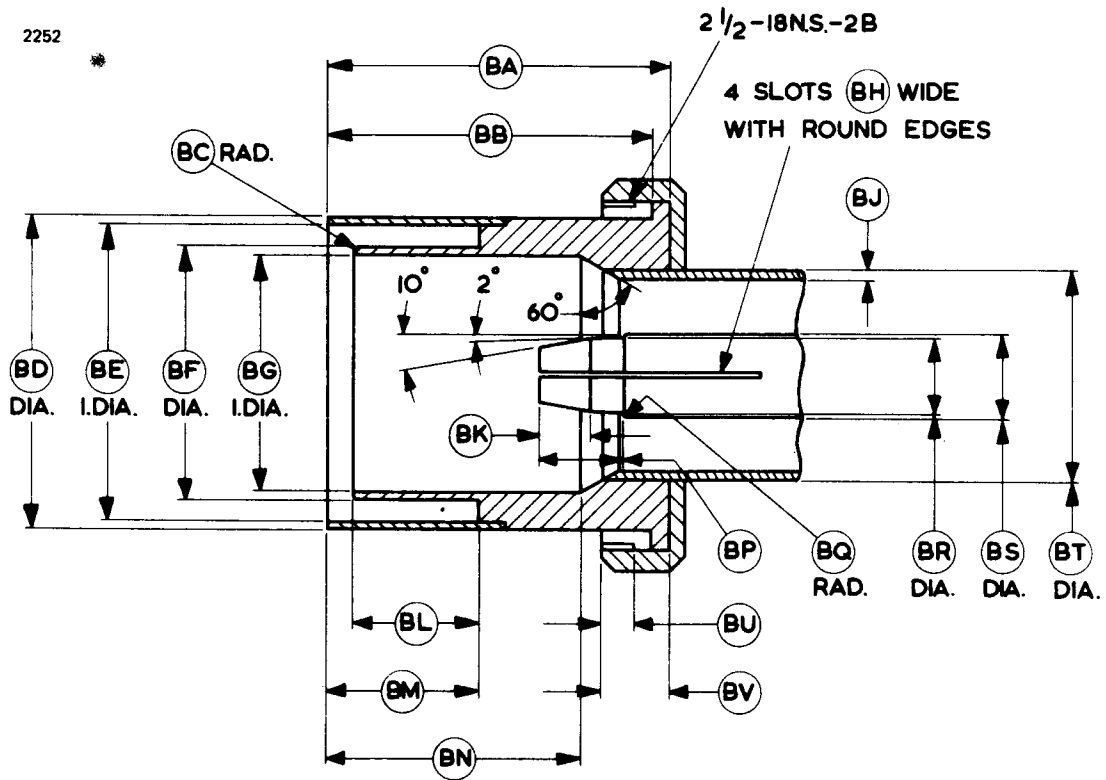 2252
2 1/2-18N.S.-2B
BA
4 SLOTS BH WIDE
WITH ROUND EDGES
BB
BC RAD.
BJ
10°
2°
60°
BD
DIA.
BE
I.DIA.
BF
DIA.
BG
I.DIA.
BK
BP
BQ
RAD.
BR
DIA.
BS
DIA.
BT
DIA.
BL
BU
BM
BV
BN